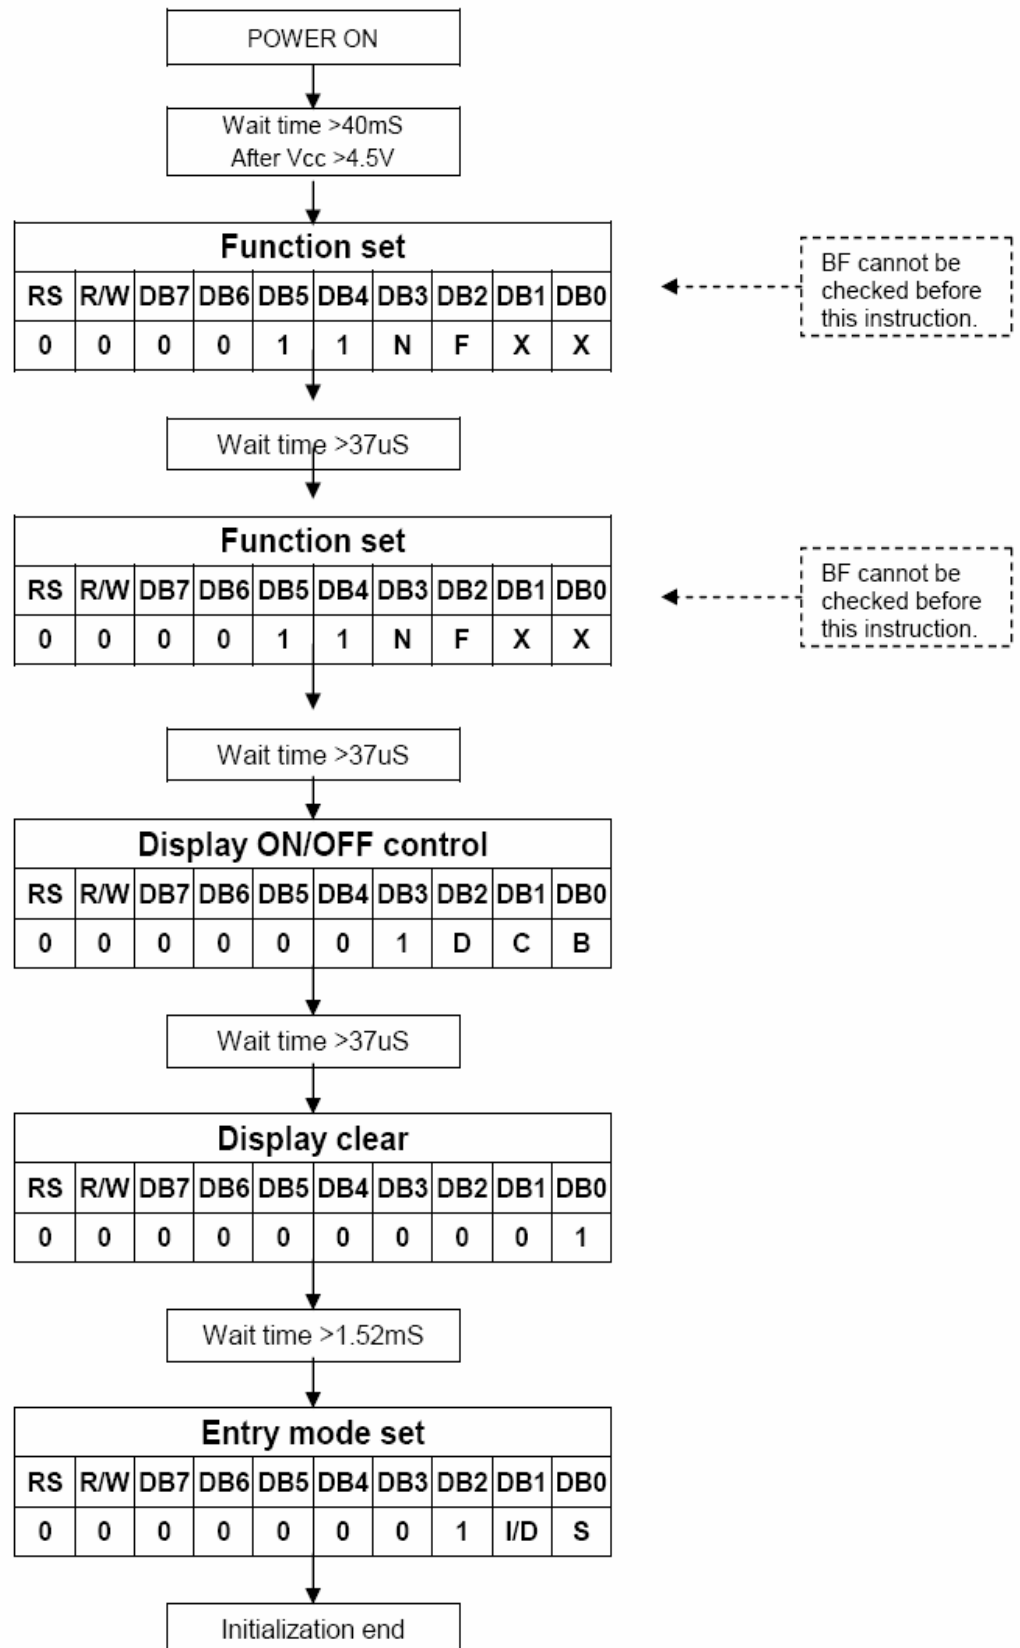 POWER ON
Wait time >40mS
After Vcc >4.5V
Function set
RS R/W DB7 DB6 DB5 DB4 DB3 DB2 DB1 DB0
0 0 0 0 1 1 N F X X
BF cannot be
checked before
this instruction.
Wait time >37uS
Function set
RS R/W DB7 DB6 DB5 DB4 DB3 DB2 DB1 DB0
0 0 0 0 1 1 N F X X
BF cannot be
checked before
this instruction.
Wait time >37uS
Display ON/OFF control
RS R/W DB7 DB6 DB5 DB4 DB3 DB2 DB1 DB0
0 0 0 0 0 0 1 D C B
Wait time >37uS
Display clear
RS R/W DB7 DB6 DB5 DB4 DB3 DB2 DB1 DB0
0 0 0 0 0 0 0 0 0 1
Wait time >1.52mS
Entry mode set
RS R/W DB7 DB6 DB5 DB4 DB3 DB2 DB1 DB0
0 0 0 0 0 0 0 1 I/D S
Initialization end